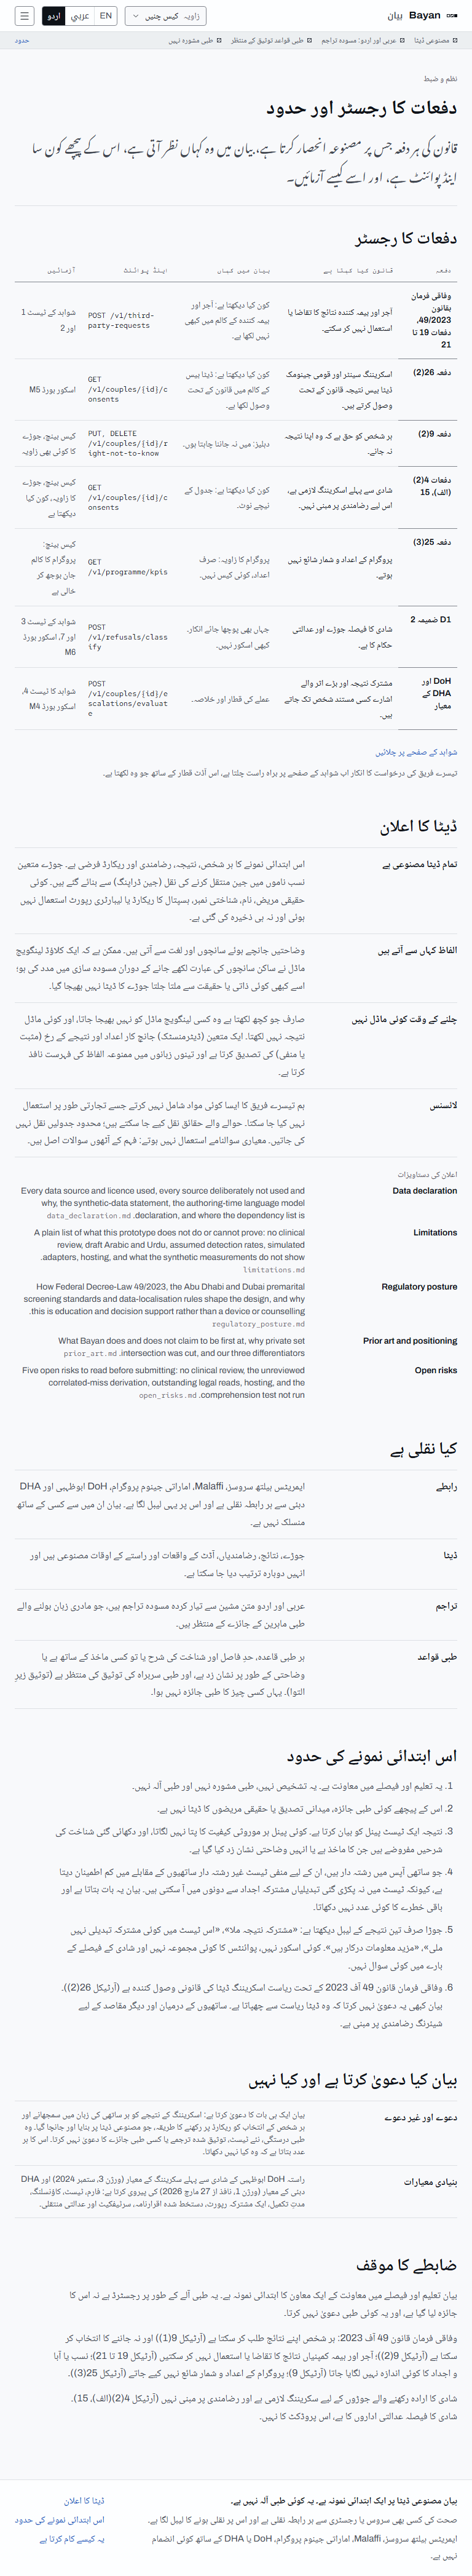 Bayan بیان
زاویہ کیس چنیں
EN عربي اردو
مصنوعی ڈیٹا
عربی اور اردو: مسودہ تراجم
طبی قواعد توثیق کے منتظر
طبی مشورہ نہیں
حدود
نظم و ضبط
دفعات کا رجسٹر اور حدود
قانون کی ہر دفعہ جس پر مصنوعہ انحصار کرتا ہے، بیان میں وہ کہاں نظر آتی ہے، اس کے پیچھے کون سا
اینڈ پوائنٹ ہے، اور اسے کیسے آزمائیں۔
دفعات کا رجسٹر
دفعہ قانون کیا کہتا ہے بیان میں کہاں اینڈ پوائنٹ آزمائیں
وفاقی فرمان
بقانون
49/2023،
دفعات 19 تا
21
آجر اور بیمہ کنندہ نتائج کا تقاضا یا
استعمال نہیں کر سکتے۔
کون کیا دیکھتا ہے: آجر اور
بیمہ کنندہ کے کالم میں کبھی
نہیں لکھا ہے۔
POST /v1/third-
party-requests
شواہد کے ٹیسٹ 1
اور 2
دفعہ 26(2)
اسکریننگ سینٹر اور قومی جینومک
ڈیٹا بیس نتیجہ قانون کے تحت
وصول کرتے ہیں۔
کون کیا دیکھتا ہے: ڈیٹا بیس
کے کالم میں قانون کے تحت
وصول لکھا ہے۔
GET
/v1/couples/{id}/c
onsents
اسکور بورڈ M5
دفعہ 9(2)
ہر شخص کو حق ہے کہ وہ اپنا نتیجہ
نہ جانے۔
دہلیز: میں نہ جاننا چاہتا ہوں۔
PUT, DELETE
/v1/couples/{id}/r
ight-not-to-know
کیس بینچ، جوڑے
کا کوئی بھی زاویہ
دفعات 4(2)
(الف)، 15
شادی سے پہلے اسکریننگ لازمی ہے،
اس لیے رضامندی پر مبنی نہیں۔
کون کیا دیکھتا ہے: جدول کے
نیچے نوٹ۔
GET
/v1/couples/{id}/c
onsents
کیس بینچ، جوڑے
کا زاویہ، کون کیا
دیکھتا ہے
دفعہ 25(3)
پروگرام کے اعداد و شمار شائع نہیں
ہوتے۔
پروگرام کا زاویہ: صرف
اعداد، کوئی کیس نہیں۔
GET
/v1/programme/kpis
کیس بینچ:
پروگرام کا کالم
جان بوجھ کر
خالی ہے
D1 ضمیمہ 2
شادی کا فیصلہ جوڑے اور عدالتی
حکام کا ہے۔
جہاں بھی پوچھا جائے انکار۔
کبھی اسکور نہیں۔
POST
/v1/refusals/class
ify
شواہد کے ٹیسٹ 3
اور 7، اسکور بورڈ
M6
DoH اور
DHA کے
معیار
مشترک نتیجہ اور بڑے اثر والے
اشارے کسی مستند شخص تک جاتے
ہیں۔
عملے کی قطار اور خلاصہ۔
POST
/v1/couples/{id}/e
scalations/evaluat
e
شواہد کا ٹیسٹ 4،
اسکور بورڈ M4
شواہد کے صفحے پر چلائیں
تیسرے فریق کی درخواست کا انکار اب شواہد کے صفحے پر براہ راست چلتا ہے، اس آڈٹ قطار کے ساتھ جو وہ لکھتا ہے۔
ڈیٹا کا اعلان
تمام ڈیٹا مصنوعی ہے
اس ابتدائی نمونے کا ہر شخص، نتیجہ، رضامندی اور ریکارڈ فرضی ہے۔ جوڑے متعین
نسب ناموں میں جین منتقل کرنے کی نقل (جین ڈراپنگ) سے بنائے گئے ہیں۔ کوئی
حقیقی مریض، نام، شناختی نمبر، ہسپتال کا ریکارڈ یا لیبارٹری رپورٹ استعمال نہیں
ہوئی اور نہ ہی ذخیرہ کی گئی ہے۔
الفاظ کہاں سے آتے ہیں
وضاحتیں جانچے ہوئے سانچوں اور لغت سے آتی ہیں۔ ممکن ہے کہ ایک کلاؤڈ لینگویج
ماڈل نے ساکن سانچوں کی عبارت لکھے جانے کے دوران مسودہ سازی میں مدد کی ہو؛
اسے کبھی کوئی ذاتی یا حقیقت سے ملتا جلتا جوڑے کا ڈیٹا نہیں بھیجا گیا۔
چلتے وقت کوئی ماڈل نہیں
صارف جو کچھ لکھتا ہے وہ کسی لینگویج ماڈل کو نہیں بھیجا جاتا، اور کوئی ماڈل
نتیجہ نہیں لکھتا۔ ایک متعین (ڈیٹرمنسٹک) جانچ کار اعداد اور نتیجے کے رخ (مثبت
یا منفی) کی تصدیق کرتا ہے اور تینوں زبانوں میں ممنوعہ الفاظ کی فہرست نافذ
کرتا ہے۔
لائسنس
ہم تیسرے فریق کا ایسا کوئی مواد شامل نہیں کرتے جسے تجارتی طور پر استعمال
نہیں کیا جا سکتا۔ حوالے والے حقائق نقل کیے جا سکتے ہیں؛ محدود جدولیں نقل نہیں
کی جاتیں۔ معیاری سوالنامے استعمال نہیں ہوتے: فہم کے آٹھوں سوالات اصل ہیں۔
اعلان کی دستاویزات
Data declaration
Every data source and licence used, every source deliberately not used and
why, the synthetic-data statement, the authoring-time language model
declaration, and where the dependency list is. data_declaration.md
Limitations
A plain list of what this prototype does not do or cannot prove: no clinical
review, draft Arabic and Urdu, assumed detection rates, simulated
adapters, hosting, and what the synthetic metrics do not show.
limitations.md
Regulatory posture
How Federal Decree-Law 49/2023, the Abu Dhabi and Dubai premarital
screening standards and data-localisation rules shape the design, and why
this is education and decision support rather than a device or counselling.
regulatory_posture.md
Prior art and positioning
What Bayan does and does not claim to be first at, why private set
intersection was cut, and our three differentiators. prior_art.md
Open risks
Five open risks to read before submitting: no clinical review, the unreviewed
correlated-miss derivation, outstanding legal reads, hosting, and the
comprehension test not run. open_risks.md
کیا نقلی ہے
رابطے
ایمریٹس ہیلتھ سروسز، Malaffi، اماراتی جینوم پروگرام، DoH ابوظہبی اور DHA
دبئی سے ہر رابطہ نقلی ہے اور اس پر یہی لیبل لگا ہے۔ بیان ان میں سے کسی کے ساتھ
منسلک نہیں ہے۔
ڈیٹا
جوڑے، نتائج، رضامندیاں، آڈٹ کے واقعات اور راستے کے اوقات مصنوعی ہیں اور
انہیں دوبارہ ترتیب دیا جا سکتا ہے۔
تراجم
عربی اور اردو متن مشین سے تیار کردہ مسودہ تراجم ہیں، جو مادری زبان بولنے والے
طبی ماہرین کے جائزے کے منتظر ہیں۔
طبی قواعد
ہر طبی قاعدہ، حدِ فاصل اور شناخت کی شرح یا تو کسی ماخذ کے ساتھ ہے یا
وضاحتی کے طور پر نشان زد ہے، اور طبی سربراہ کی توثیق کی منتظر ہے (توثیق زیرِ
التوا)۔ یہاں کسی چیز کا طبی جائزہ نہیں ہوا۔
اس ابتدائی نمونے کی حدود
1. یہ تعلیم اور فیصلے میں معاونت ہے۔ یہ تشخیص نہیں، طبی مشورہ نہیں اور طبی آلہ نہیں۔
2. اس کے پیچھے کوئی طبی جائزہ، میدانی تصدیق یا حقیقی مریضوں کا ڈیٹا نہیں ہے۔
3. نتیجہ ایک ٹیسٹ پینل کو بیان کرتا ہے۔ کوئی پینل ہر موروثی کیفیت کا پتا نہیں لگاتا، اور دکھائی گئی شناخت کی
شرحیں مفروضے ہیں جن کا ماخذ ہے یا انہیں وضاحتی نشان زد کیا گیا ہے۔
4. جو ساتھی آپس میں رشتہ دار ہیں، ان کے لیے منفی ٹیسٹ غیر رشتہ دار ساتھیوں کے مقابلے میں کم اطمینان دیتا
ہے، کیونکہ ٹیسٹ میں نہ پکڑی گئی تبدیلیاں مشترکہ اجداد سے دونوں میں آ سکتی ہیں۔ بیان یہ بات بتاتا ہے اور
باقی خطرے کا کوئی عدد نہیں دکھاتا۔
5. جوڑا صرف تین نتیجے کے لیبل دیکھتا ہے: «مشترکہ نتیجہ ملا»، «اس ٹیسٹ میں کوئی مشترکہ تبدیلی نہیں
ملی»، «مزید معلومات درکار ہیں»۔ کوئی اسکور نہیں، پوائنٹس کا کوئی مجموعہ نہیں اور شادی کے فیصلے کے
بارے میں کوئی سوال نہیں۔
6. وفاقی فرمان قانون 49 آف 2023 کے تحت ریاست اسکریننگ ڈیٹا کی قانونی وصول کنندہ ہے (آرٹیکل 26(2))۔
بیان کبھی یہ دعویٰ نہیں کرتا کہ وہ ڈیٹا ریاست سے چھپاتا ہے۔ ساتھیوں کے درمیان اور دیگر مقاصد کے لیے
شیئرنگ رضامندی پر مبنی ہے۔
بیان کیا دعویٰ کرتا ہے اور کیا نہیں
دعوے اور غیر دعوے
بیان ایک ہی بات کا دعویٰ کرتا ہے: اسکریننگ کے نتیجے کو ہر ساتھی کی زبان میں سمجھانے اور
ہر شخص کے انتخاب کو ریکارڈ پر رکھنے کا طریقہ، جو مصنوعی ڈیٹا پر بنایا اور جانچا گیا۔ وہ
طبی درستگی، نئے ٹیسٹ، توثیق شدہ ترجمے یا کسی طبی جائزے کا دعویٰ نہیں کرتا۔ اس کا ہر
عدد بتاتا ہے کہ وہ کیا نہیں دکھاتا۔
بنیادی معیارات
راستہ DoH ابوظہبی کے شادی سے پہلے سکریننگ کے معیار (ورژن 3، ستمبر 2024) اور DHA
دبئی کے معیار (ورژن 1، نافذ از 27 مارچ 2026) کی پیروی کرتا ہے: فارم، ٹیسٹ، کاؤنسلنگ،
مدتِ تکمیل، ایک مشترکہ رپورٹ، دستخط شدہ اقرارنامہ، سرٹیفکیٹ اور عدالتی منتقلی۔
ضابطے کا موقف
بیان تعلیم اور فیصلے میں معاونت کے ایک معاون کا ابتدائی نمونہ ہے۔ یہ طبی آلے کے طور پر رجسٹرڈ ہے نہ اس کا
جائزہ لیا گیا ہے، اور یہ کوئی طبی دعویٰ نہیں کرتا۔
وفاقی فرمان قانون 49 آف 2023: ہر شخص اپنے نتائج طلب کر سکتا ہے (آرٹیکل 9(1)) اور نہ جاننے کا انتخاب کر
سکتا ہے (آرٹیکل 9(2))؛ آجر اور بیمہ کمپنیاں نتائج کا تقاضا یا استعمال نہیں کر سکتیں (آرٹیکل 19 تا 21)؛ نسب یا آبا
و اجداد کا کوئی اندازہ نہیں لگایا جاتا (آرٹیکل 9)؛ پروگرام کے اعداد و شمار شائع نہیں کیے جاتے (آرٹیکل 25(3))۔
شادی کا ارادہ رکھنے والے جوڑوں کے لیے سکریننگ لازمی ہے اور رضامندی پر مبنی نہیں (آرٹیکل 4(2)(الف)، 15)۔
شادی کا فیصلہ عدالتی اداروں کا ہے، اس پروڈکٹ کا نہیں۔
بیان مصنوعی ڈیٹا پر ایک ابتدائی نمونہ ہے۔ یہ کوئی طبی آلہ نہیں ہے۔
صحت کی کسی بھی سروس یا رجسٹری سے ہر رابطہ نقلی ہے اور اس پر نقلی ہونے کا لیبل لگا ہے۔
ایمریٹس ہیلتھ سروسز، Malaffi، اماراتی جینوم پروگرام، DoH یا DHA کے ساتھ کوئی انضمام
نہیں ہے۔
ڈیٹا کا اعلان
اس ابتدائی نمونے کی حدود
یہ کیسے کام کرتا ہے